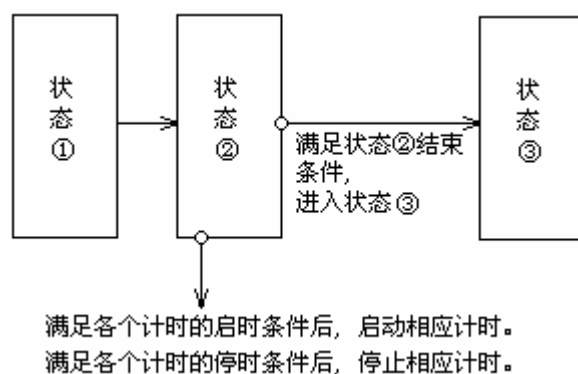 状态①
状态②
状态③
满足状态②结束
条件,
进入状态③
满足各个计时的启时条件后, 启动相应计时。
满足各个计时的停时条件后, 停止相应计时。